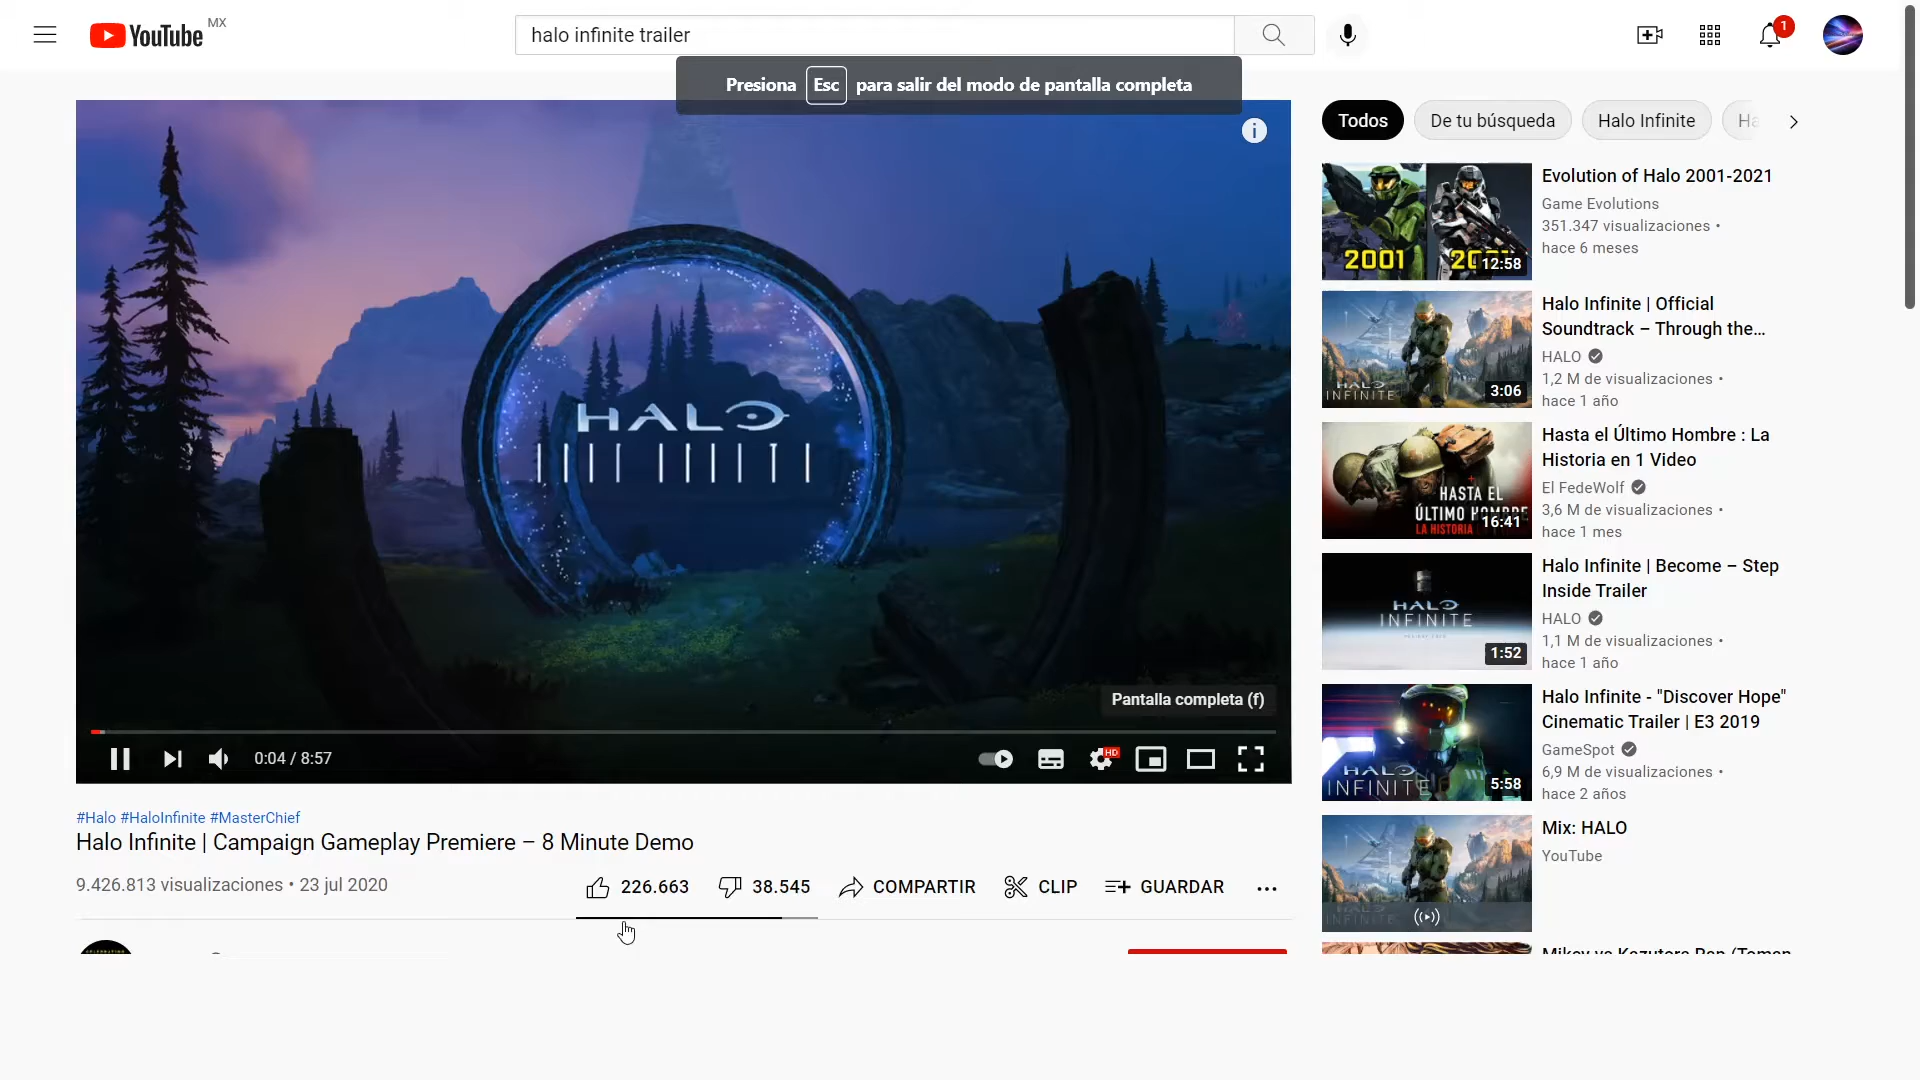 YouTube MX
halo infinite trailer
1
Presiona Esc para salir del modo de pantalla completa
HALO
Pantalla completa (f)
0:04 / 8:57
HD
#Halo #HaloInfinite #MasterChief
Halo Infinite | Campaign Gameplay Premiere – 8 Minute Demo
9.426.813 visualizaciones • 23 jul 2020
226.663
38.545
COMPARTIR
CLIP
GUARDAR
Todos
De tu búsqueda
Halo Infinite
Ha
2001
12:58
Evolution of Halo 2001-2021
Game Evolutions
351.347 visualizaciones •
hace 6 meses
HALO
INFINITE
3:06
Halo Infinite | Official
Soundtrack – Through the...
HALO
1,2 M de visualizaciones •
hace 1 año
HASTA EL
ÚLTIMO HOMBRE
LA HISTORIA
16:41
Hasta el Último Hombre : La
Historia en 1 Video
El FedeWolf
3,6 M de visualizaciones •
hace 1 mes
HALO
INFINITE
1:52
Halo Infinite | Become – Step
Inside Trailer
HALO
1,1 M de visualizaciones •
hace 1 año
HALO
INFINITE
5:58
Halo Infinite - "Discover Hope"
Cinematic Trailer | E3 2019
GameSpot
6,9 M de visualizaciones •
hace 2 años
INFINITE
Mix: HALO
YouTube